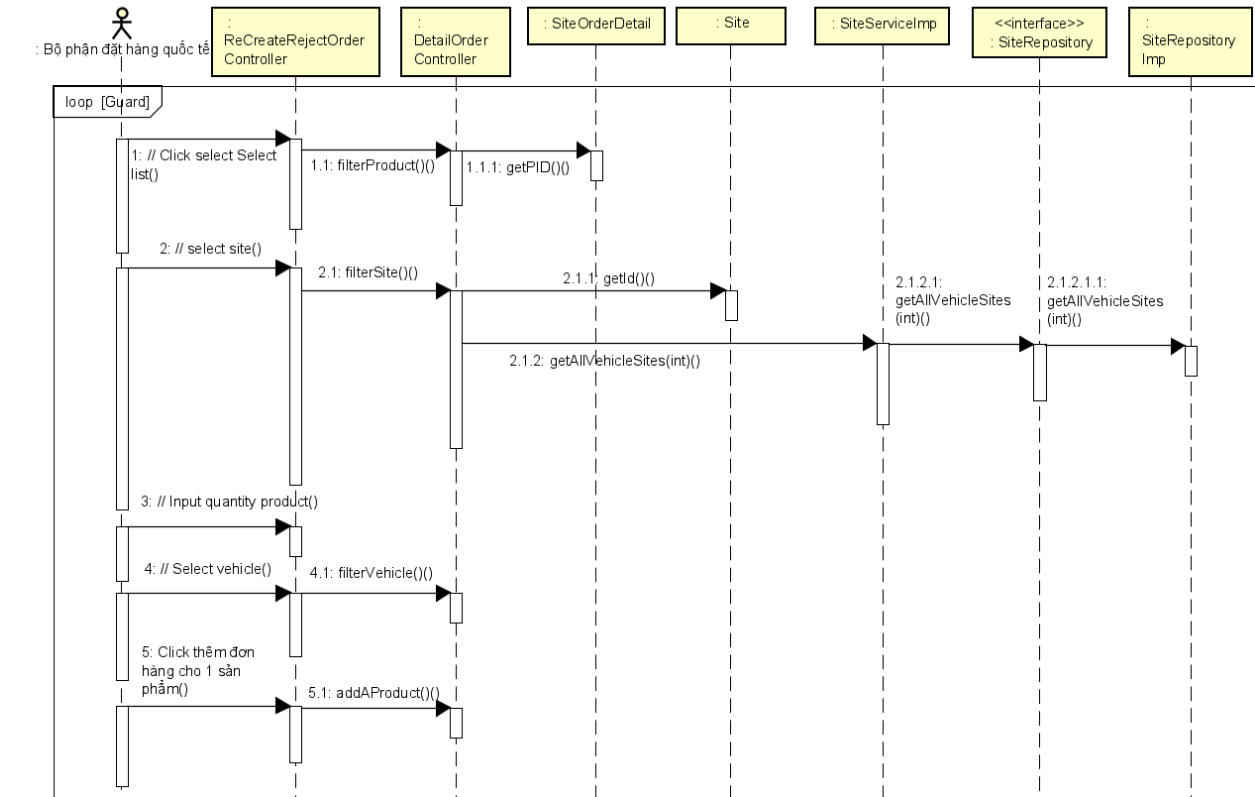 : Bộ phận đặt hàng quốc tế
:
ReCreateRejectOrder
Controller
:
DetailOrder
Controller
: SiteOrderDetail
: Site
: SiteServiceImp
<<interface>>
: SiteRepository
:
SiteRepository
Imp
loop [Guard]
1: // Click select Select
list()
1.1: filterProduct()()
1.1.1: getPID()()
2: // select site()
2.1: filterSite()()
2.1.1: getId()()
2.1.2.1:
getAllVehicleSites
(int)()
2.1.2.1.1:
getAllVehicleSites
(int)()
2.1.2: getAllVehicleSites(int)()
3: // Input quantity product()
4: // Select vehicle()
4.1: filterVehicle()()
5: Click thêm đơn
hàng cho 1 sản
phẩm()
5.1: addAProduct()()